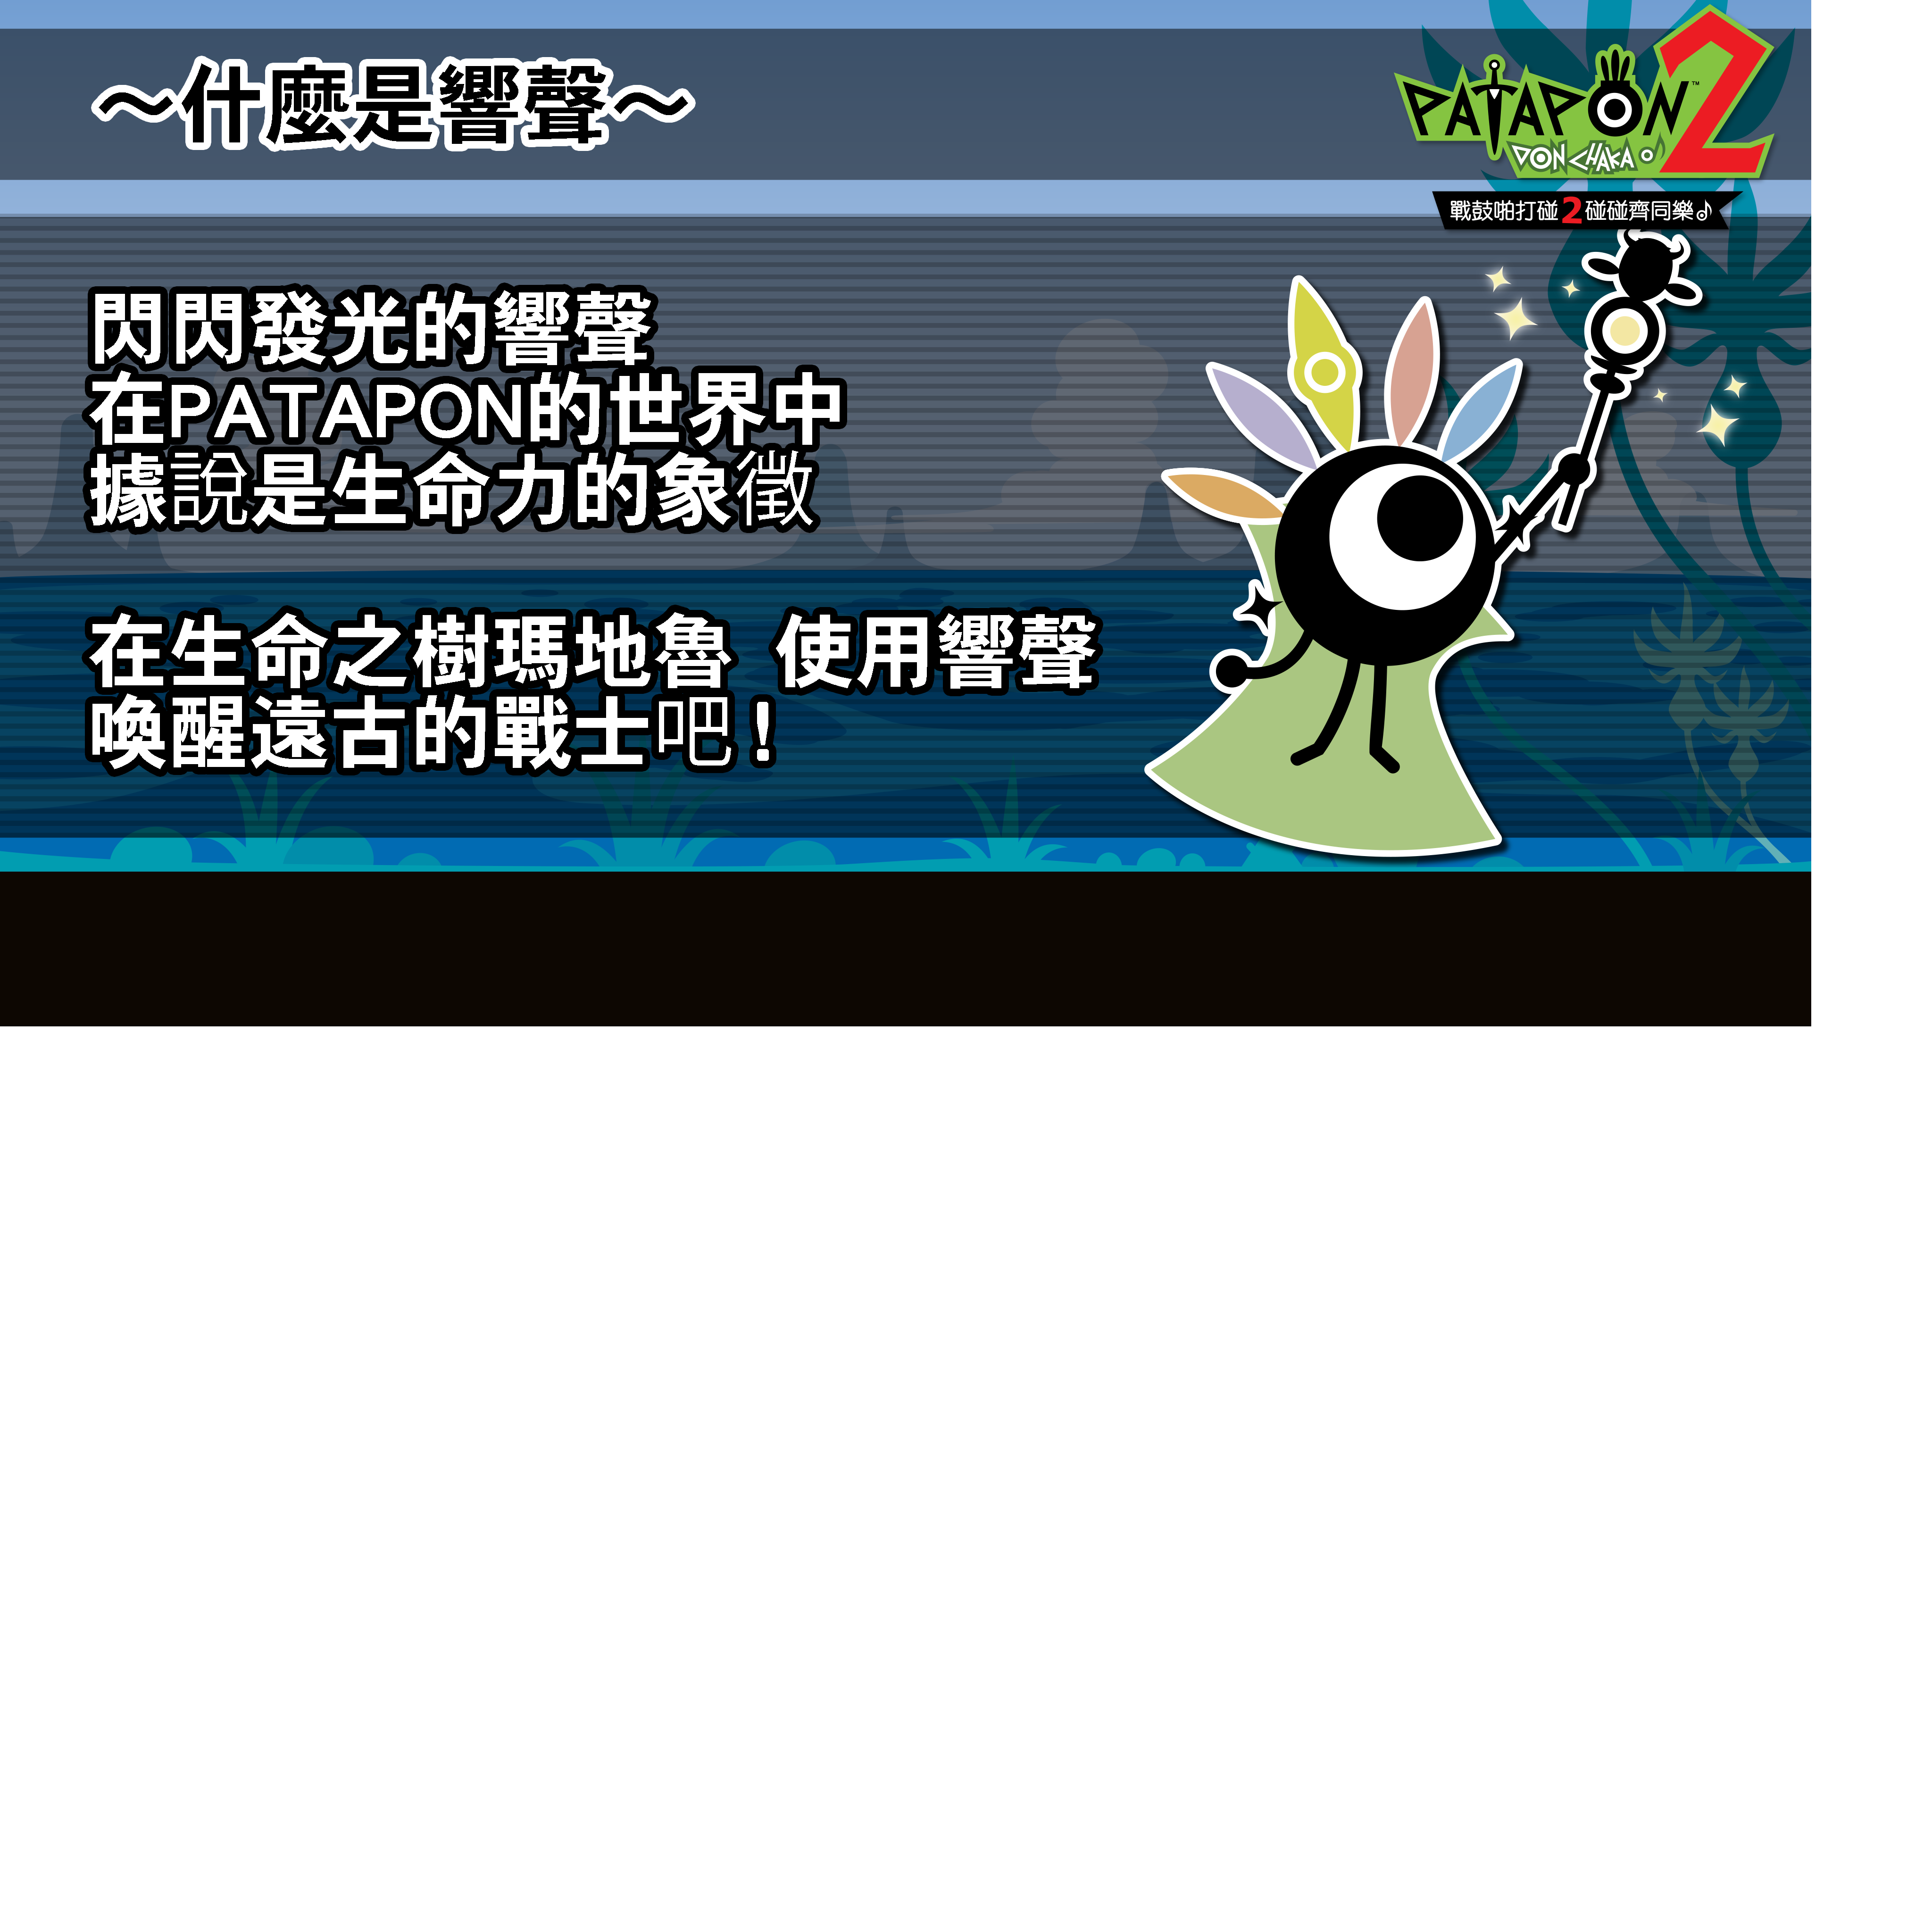 ～什麼是響聲～
PATAPON 2™
DON CHAKA♪
戰鼓啪打碰2碰碰齊同樂♪
閃閃發光的響聲
在PATAPON的世界中
據說是生命力的象徵
在生命之樹瑪地魯 使用響聲
喚醒遠古的戰士吧！